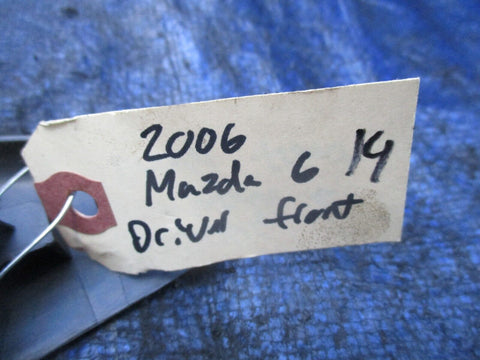 2006
Mazda 6 14
Driver front